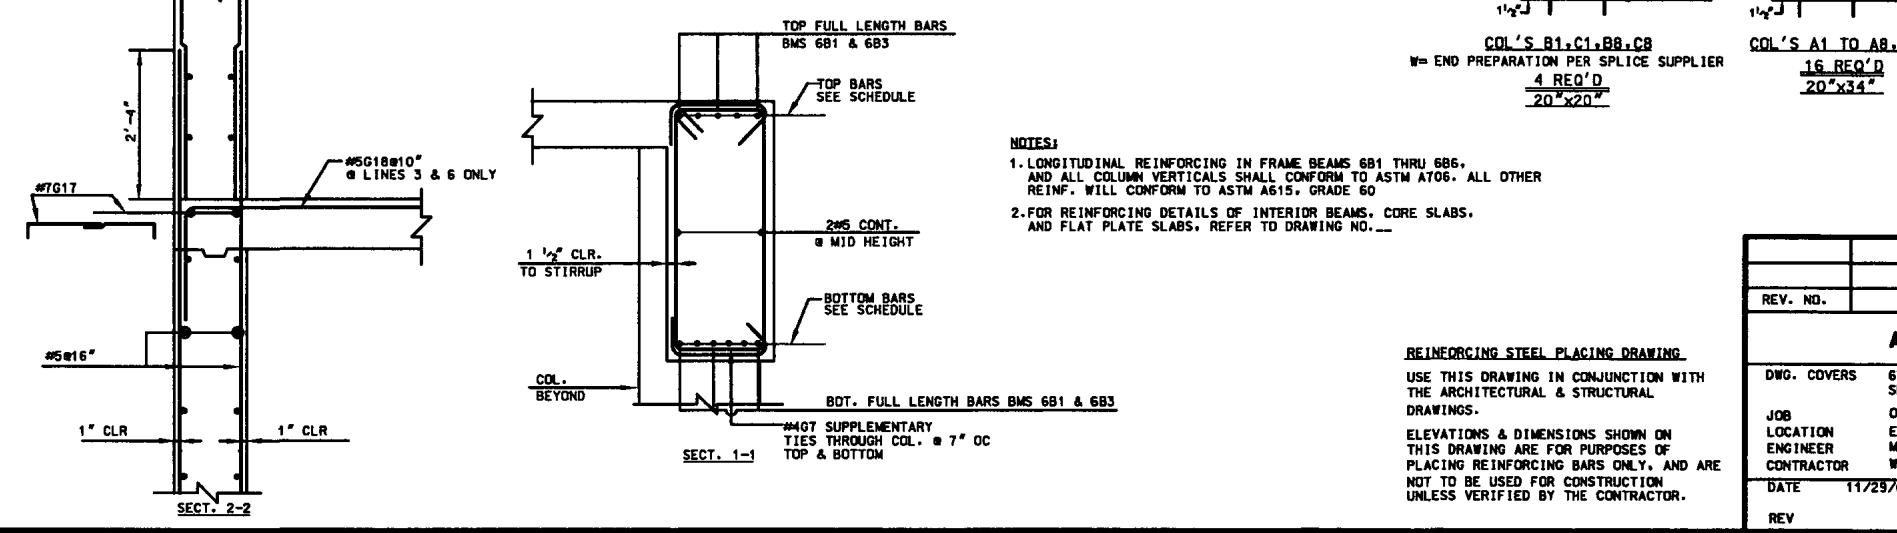 2'-4"
#7G17
#5G18@10"
@ LINES 3 & 6 ONLY
#5@16"
1" CLR
1" CLR
SECT. 2-2
TOP FULL LENGTH BARS
BMS 6B1 & 6B3
TOP BARS
SEE SCHEDULE
2#5 CONT.
@ MID HEIGHT
1 1/2" CLR.
TO STIRRUP
BOTTOM BARS
SEE SCHEDULE
COL.
BEYOND
BOT. FULL LENGTH BARS BMS 6B1 & 6B3
#4G7 SUPPLEMENTARY
TIES THROUGH COL. @ 7" OC
TOP & BOTTOM
SECT. 1-1
1 1/2"
COL'S B1,C1,B8,C8
W= END PREPARATION PER SPLICE SUPPLIER
4 REQ'D
20"x20"
1 1/2"
COL'S A1 TO A8,
16 REQ'D
20"x34"
NOTES:
1. LONGITUDINAL REINFORCING IN FRAME BEAMS 6B1 THRU 6B6,
AND ALL COLUMN VERTICALS SHALL CONFORM TO ASTM A706. ALL OTHER
REINF. WILL CONFORM TO ASTM A615, GRADE 60
2. FOR REINFORCING DETAILS OF INTERIOR BEAMS, CORE SLABS,
AND FLAT PLATE SLABS, REFER TO DRAWING NO.__
REINFORCING STEEL PLACING DRAWING
USE THIS DRAWING IN CONJUNCTION WITH
THE ARCHITECTURAL & STRUCTURAL
DRAWINGS.
ELEVATIONS & DIMENSIONS SHOWN ON
THIS DRAWING ARE FOR PURPOSES OF
PLACING REINFORCING BARS ONLY, AND ARE
NOT TO BE USED FOR CONSTRUCTION
UNLESS VERIFIED BY THE CONTRACTOR.
REV. NO.
DWG. COVERS 6
JOB
LOCATION E
ENGINEER M
CONTRACTOR W
DATE 11/29/
REV